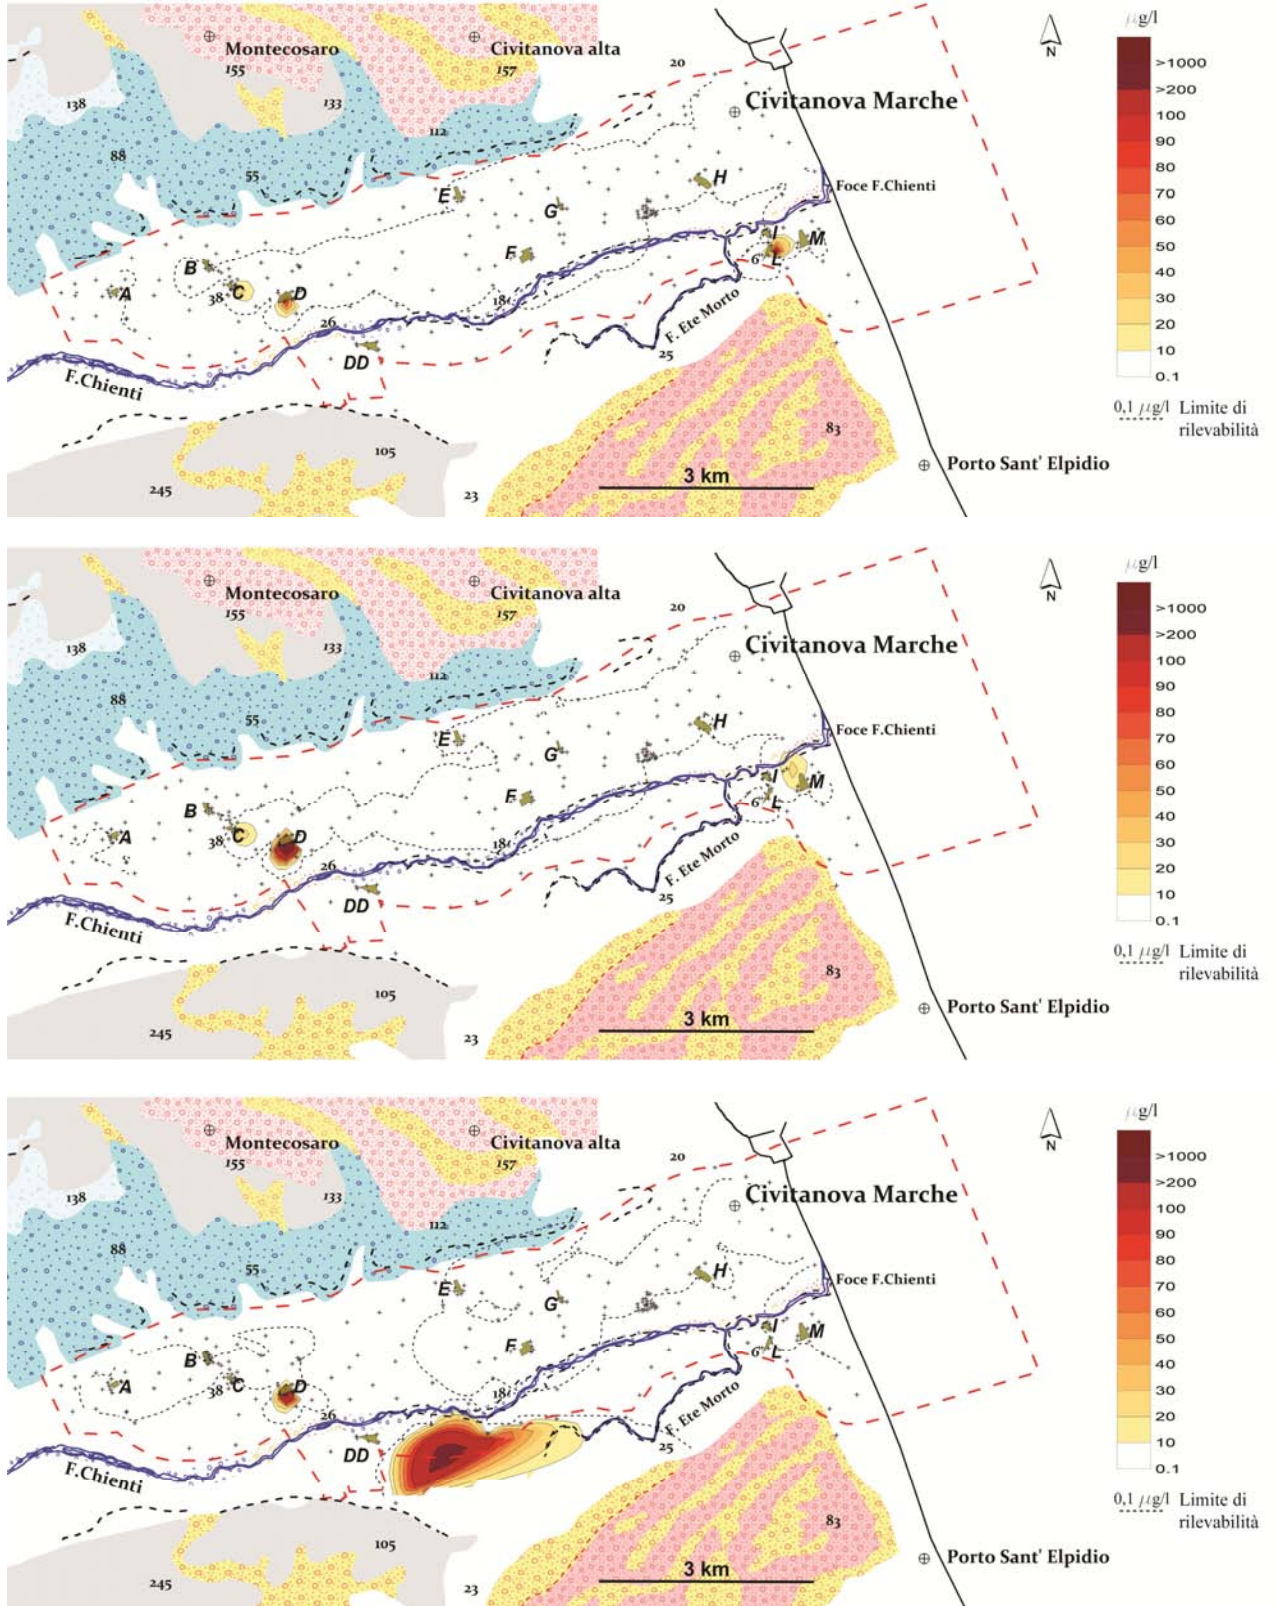 μg/l
Montecosaro
155
Civitanova alta
157
20
N
>1000
>200
100
90
80
70
60
50
40
30
20
10
0.1
138
133
112
Civitanova Marche
88
55
E
G
H
Foce F.Chienti
A
B
C
38
D
F
I
L
M
6
18
26
DD
F. Ete Morto
25
F.Chienti
0,1 μg/l Limite di
rilevabilità
105
83
245
23
3 km
Porto Sant' Elpidio
μg/l
Montecosaro
155
Civitanova alta
157
20
N
>1000
>200
100
90
80
70
60
50
40
30
20
10
0.1
138
133
112
Civitanova Marche
88
55
E
G
H
Foce F.Chienti
A
B
C
38
D
F
I
L
M
6
18
26
DD
F. Ete Morto
25
F.Chienti
0,1 μg/l Limite di
rilevabilità
105
83
245
23
3 km
Porto Sant' Elpidio
μg/l
Montecosaro
155
Civitanova alta
157
20
N
>1000
>200
100
90
80
70
60
50
40
30
20
10
0.1
138
133
112
Civitanova Marche
88
55
E
G
H
Foce F.Chienti
A
B
C
38
D
F
I
L
M
6
18
26
DD
F. Ete Morto
25
F.Chienti
0,1 μg/l Limite di
rilevabilità
105
83
245
23
3 km
Porto Sant' Elpidio